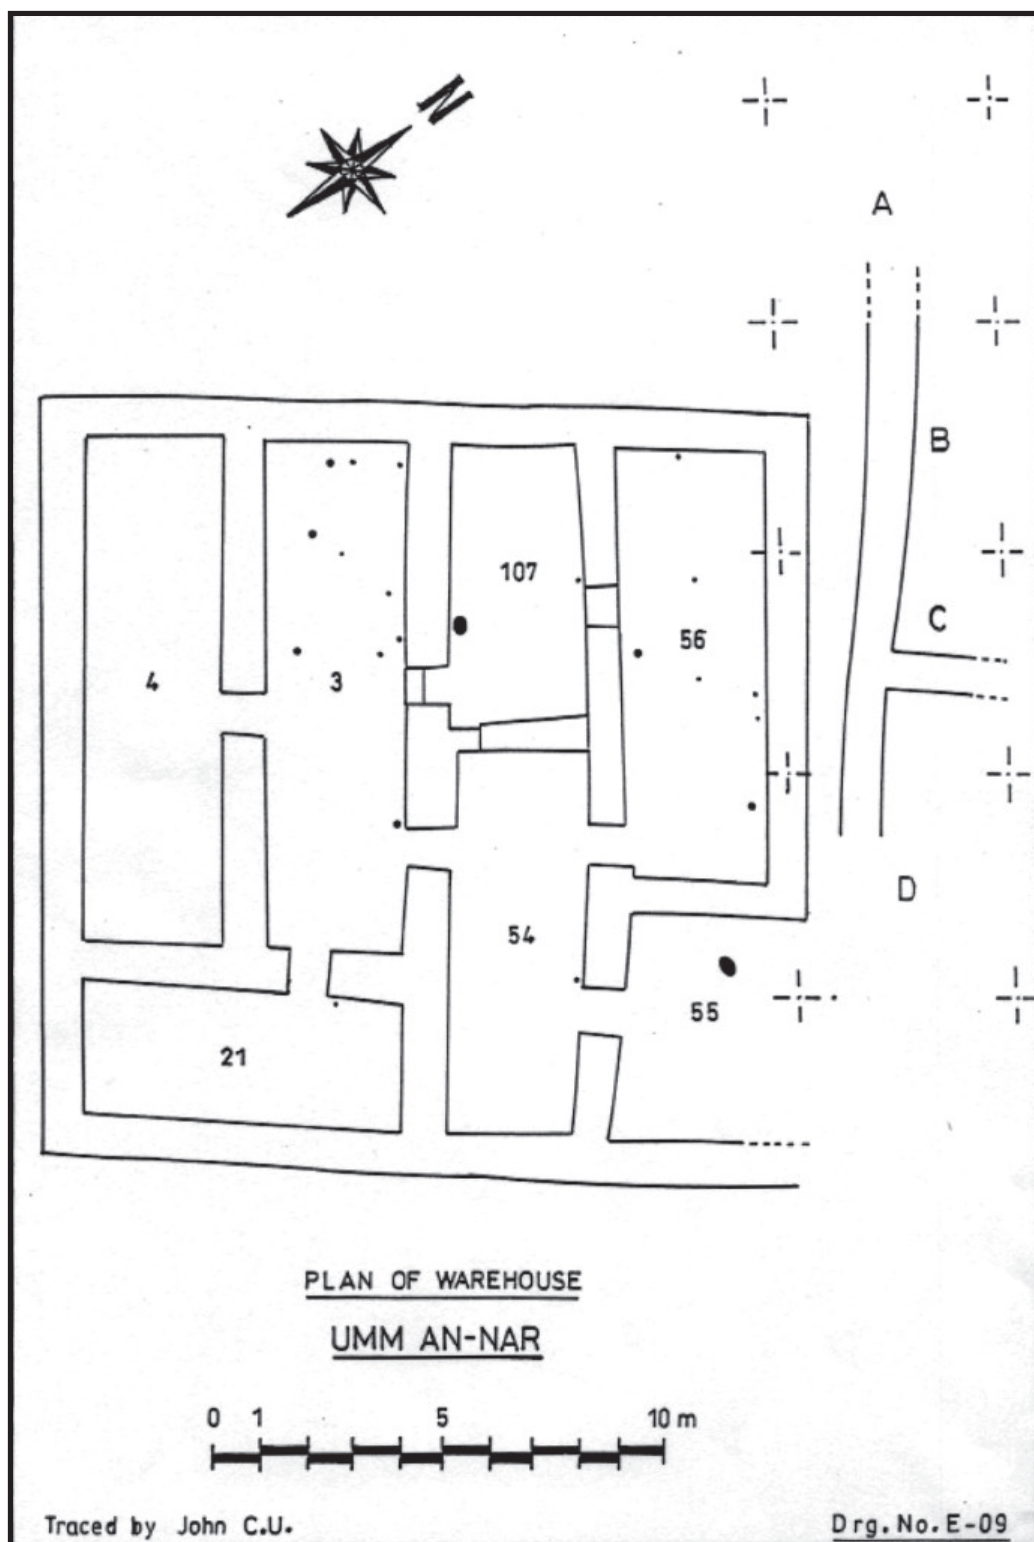 N
A
B
107
C
4
3
56
54
D
55
21
PLAN OF WAREHOUSE
UMM AN-NAR
0 1 5 10 m
Traced by John C.U.
Drg. No. E-09